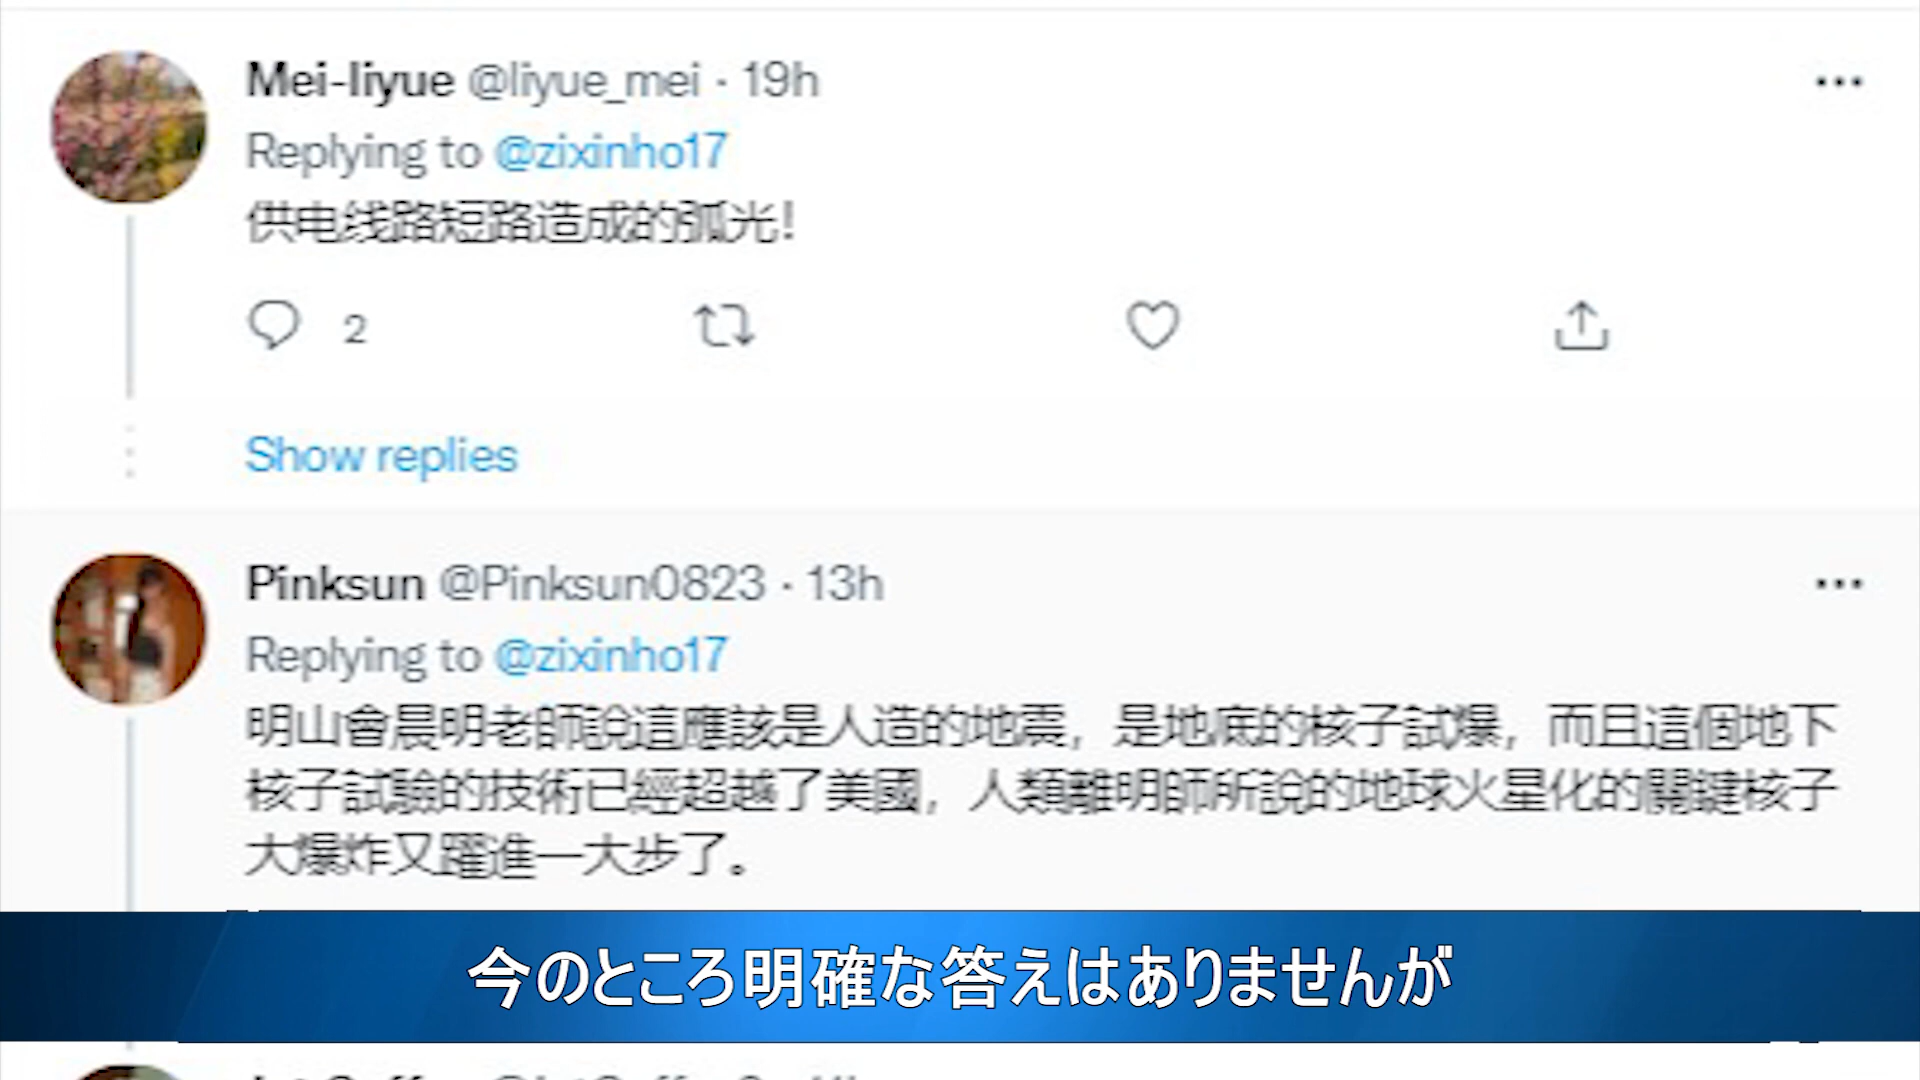 Mei-liyue @liyue_mei · 19h
Replying to @zixinho17
供电线路短路造成的弧光！
2
Show replies
Pinksun @Pinksun0823 · 13h
Replying to @zixinho17
明山會晨明老師說這應該是人造的地震，是地底的核子試爆，而且這個地下
核子試驗的技術已經超越了美國，人類離明師所說的地球火星化的關鍵核子
大爆炸又躍進一大步了。
今のところ明確な答えはありませんが